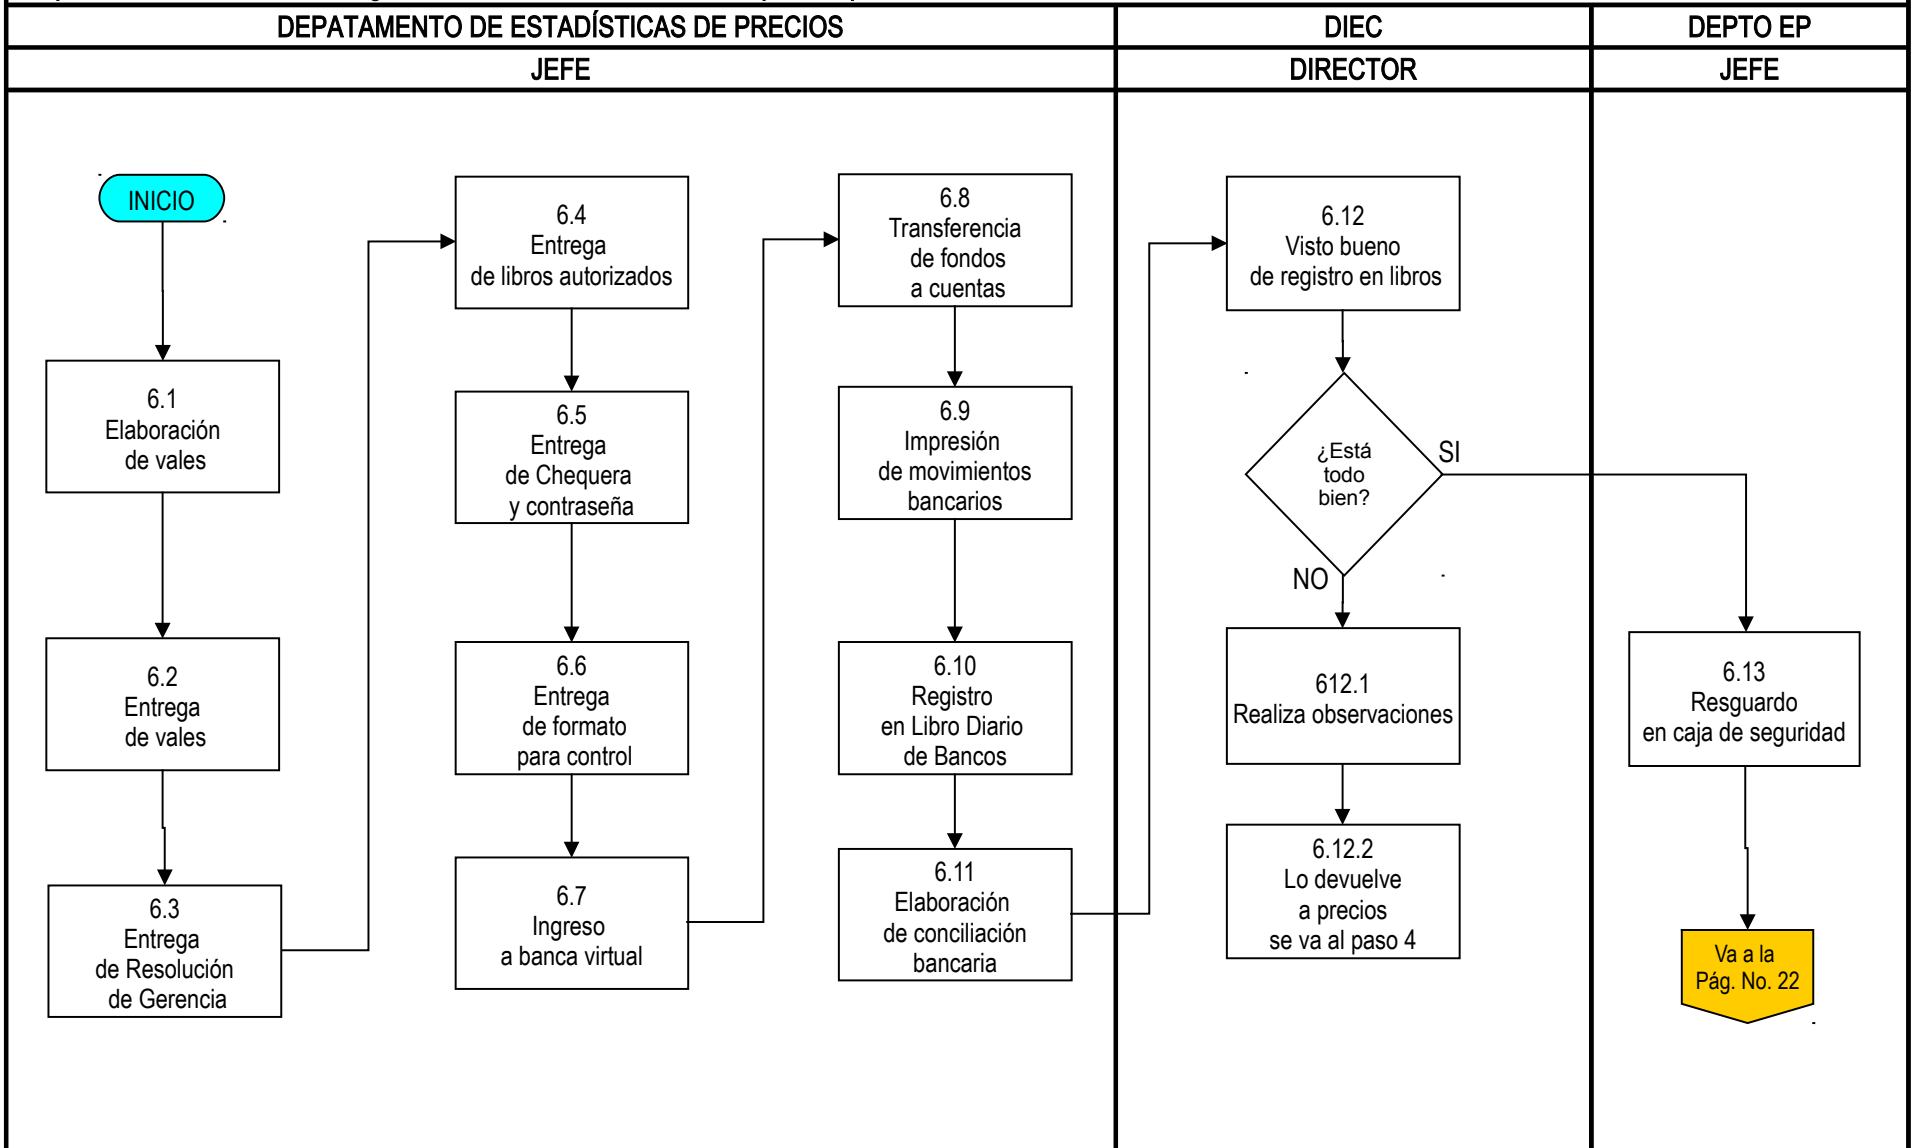 DEPATAMENTO DE ESTADÍSTICAS DE PRECIOS
DIEC
DEPTO EP
JEFE
DIRECTOR
JEFE
INICIO
6.1
Elaboración
de vales
6.2
Entrega
de vales
6.3
Entrega
de Resolución
de Gerencia
6.4
Entrega
de libros autorizados
6.5
Entrega
de Chequera
y contraseña
6.6
Entrega
de formato
para control
6.7
Ingreso
a banca virtual
6.8
Transferencia
de fondos
a cuentas
6.9
Impresión
de movimientos
bancarios
6.10
Registro
en Libro Diario
de Bancos
6.11
Elaboración
de conciliación
bancaria
6.12
Visto bueno
de registro en libros
¿Está
todo
bien?
SI
NO
612.1
Realiza observaciones
6.12.2
Lo devuelve
a precios
se va al paso 4
6.13
Resguardo
en caja de seguridad
Va a la
Pág. No. 22